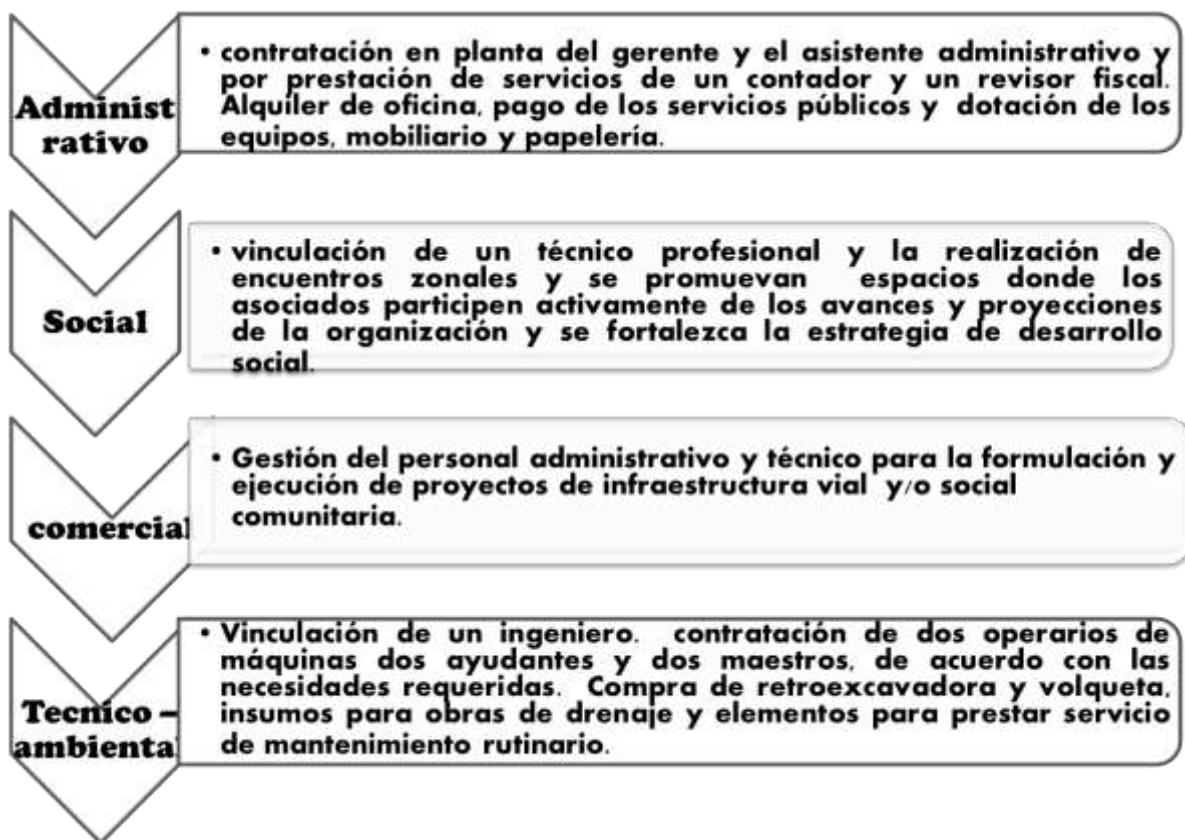 Administ
rativo
• contratación en planta del gerente y el asistente administrativo y
por prestación de servicios de un contador y un revisor fiscal.
Alquiler de oficina, pago de los servicios públicos y dotación de los
equipos, mobiliario y papelería.
Social
• vinculación de un técnico profesional y la realización de
encuentros zonales y se promuevan espacios donde los
asociados participen activamente de los avances y proyecciones
de la organización y se fortalezca la estrategia de desarrollo
social.
comercial
• Gestión del personal administrativo y técnico para la formulación y
ejecución de proyectos de infraestructura vial y/o social
comunitaria.
Tecnico –
ambiental
• Vinculación de un ingeniero. contratación de dos operarios de
máquinas dos ayudantes y dos maestros, de acuerdo con las
necesidades requeridas. Compra de retroexcavadora y volqueta,
insumos para obras de drenaje y elementos para prestar servicio
de mantenimiento rutinario.